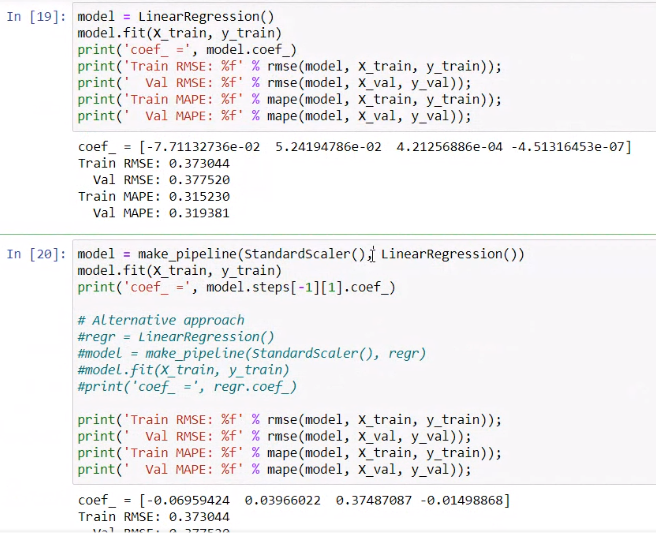 In [19]: model = LinearRegression()
model.fit(X_train, y_train)
print('coef_ =', model.coef_)
print('Train RMSE: %f' % rmse(model, X_train, y_train));
print('  Val RMSE: %f' % rmse(model, X_val, y_val));
print('Train MAPE: %f' % mape(model, X_train, y_train));
print('  Val MAPE: %f' % mape(model, X_val, y_val));
coef_ = [-7.71132736e-02  5.24194786e-02  4.21256886e-04 -4.51316453e-07]
Train RMSE: 0.373044
  Val RMSE: 0.377520
Train MAPE: 0.315230
  Val MAPE: 0.319381
In [20]: model = make_pipeline(StandardScaler(), LinearRegression())
model.fit(X_train, y_train)
print('coef_ =', model.steps[-1][1].coef_)
# Alternative approach
#regr = LinearRegression()
#model = make_pipeline(StandardScaler(), regr)
#model.fit(X_train, y_train)
#print('coef_ =', regr.coef_)
print('Train RMSE: %f' % rmse(model, X_train, y_train));
print('  Val RMSE: %f' % rmse(model, X_val, y_val));
print('Train MAPE: %f' % mape(model, X_train, y_train));
print('  Val MAPE: %f' % mape(model, X_val, y_val));
coef_ = [-0.06959424  0.03966022  0.37487087 -0.01498868]
Train RMSE: 0.373044
  Val RMSE: 0.377520